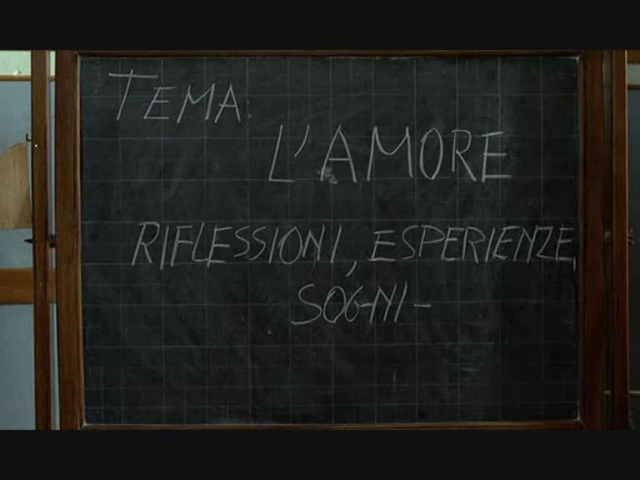 TEMA:
L'AMORE
RIFLESSIONI, ESPERIENZE,
SOGNI-